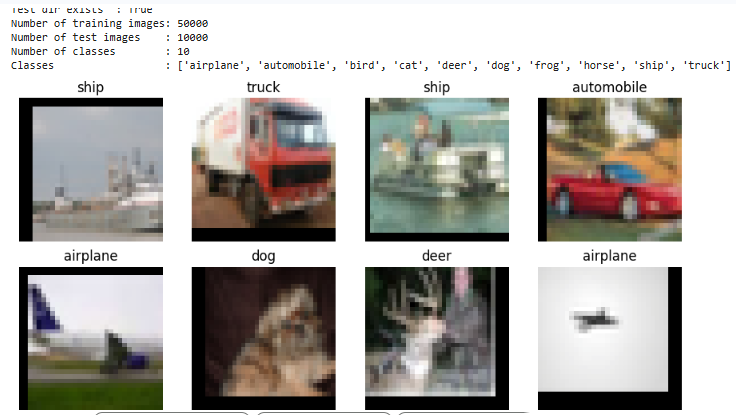 Test dir exists : True
Number of training images: 50000
Number of test images : 10000
Number of classes : 10
Classes : ['airplane', 'automobile', 'bird', 'cat', 'deer', 'dog', 'frog', 'horse', 'ship', 'truck']
ship truck ship automobile
airplane dog deer airplane